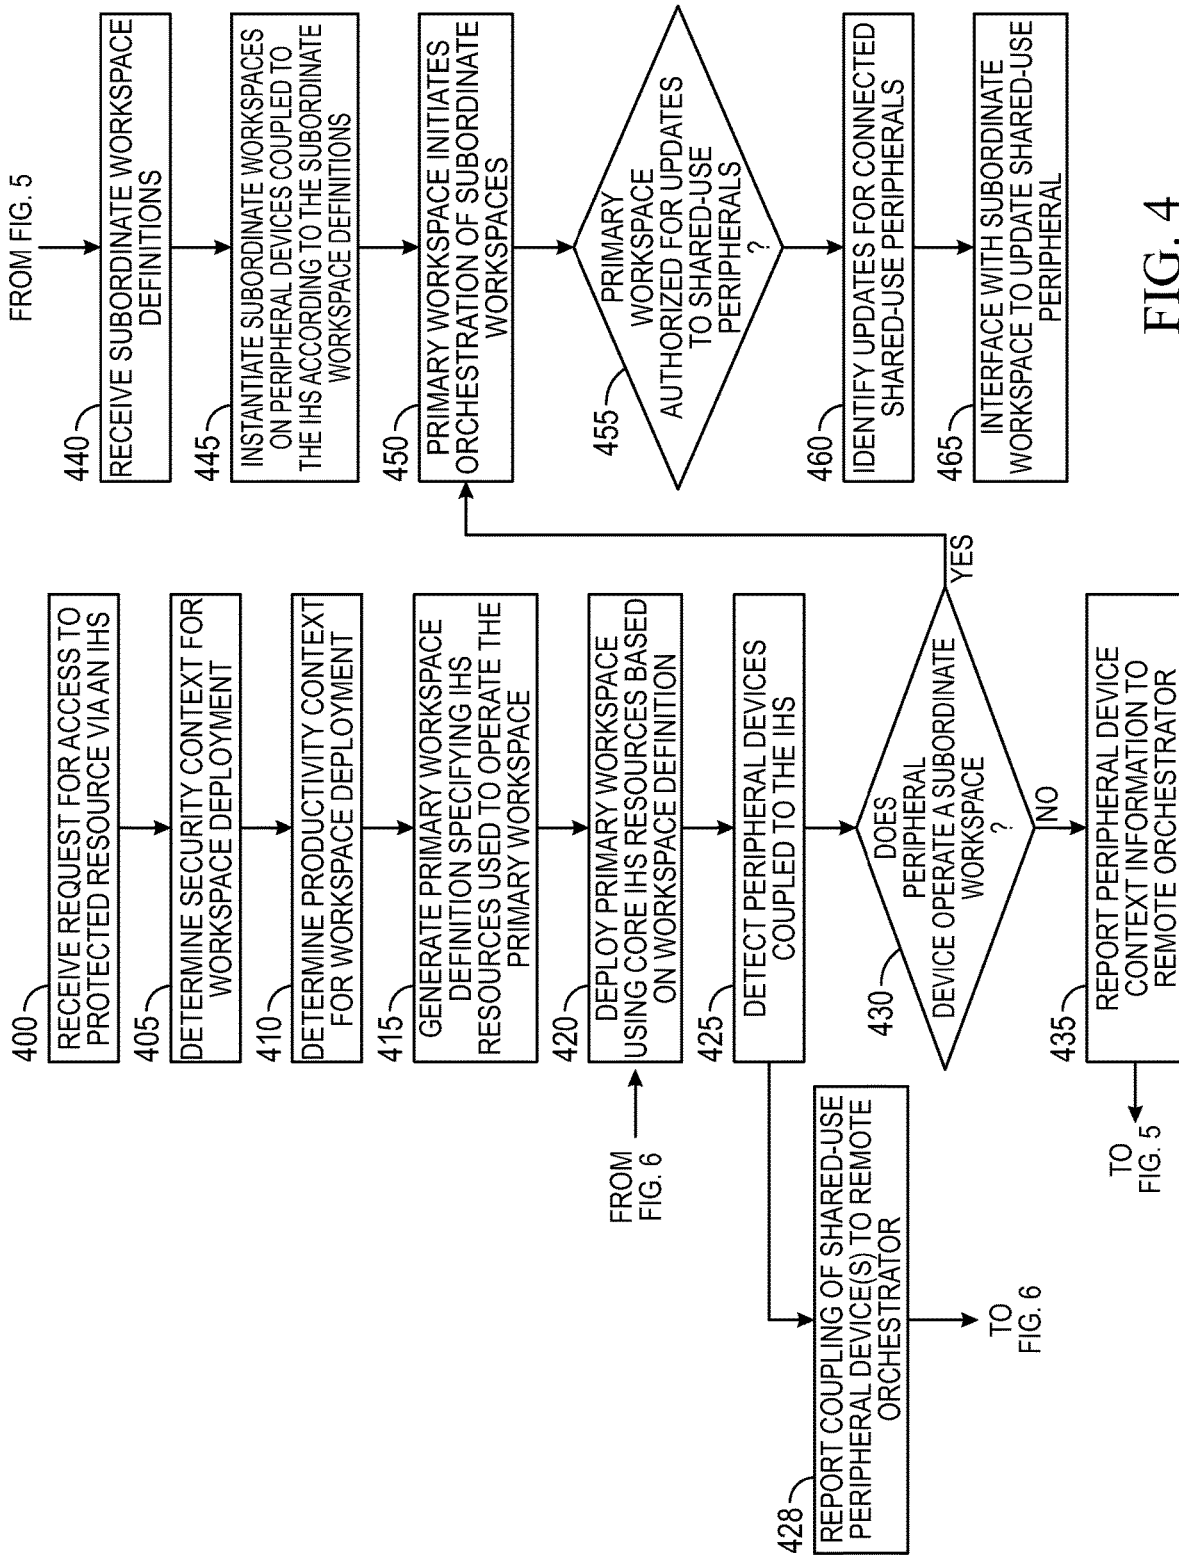 400
RECEIVE REQUEST FOR ACCESS TO
PROTECTED RESOURCE VIA AN IHS
405
DETERMINE SECURITY CONTEXT FOR
WORKSPACE DEPLOYMENT
410
DETERMINE PRODUCTIVITY CONTEXT
FOR WORKSPACE DEPLOYMENT
415
GENERATE PRIMARY WORKSPACE
DEFINITION SPECIFYING IHS
RESOURCES USED TO OPERATE THE
PRIMARY WORKSPACE
FROM
FIG. 6
420
DEPLOY PRIMARY WORKSPACE
USING CORE IHS RESOURCES BASED
ON WORKSPACE DEFINITION
425
DETECT PERIPHERAL DEVICES
COUPLED TO THE IHS
428
REPORT COUPLING OF SHARED-USE
PERIPHERAL DEVICE(S) TO REMOTE
ORCHESTRATOR
TO
FIG. 6
430
DOES
PERIPHERAL
DEVICE OPERATE A SUBORDINATE
WORKSPACE
?
YES
NO
435
REPORT PERIPHERAL DEVICE
CONTEXT INFORMATION TO
REMOTE ORCHESTRATOR
TO
FIG. 5
FROM FIG. 5
440
RECEIVE SUBORDINATE WORKSPACE
DEFINITIONS
445
INSTANTIATE SUBORDINATE WORKSPACES
ON PERIPHERAL DEVICES COUPLED TO
THE IHS ACCORDING TO THE SUBORDINATE
WORKSPACE DEFINITIONS
450
PRIMARY WORKSPACE INITIATES
ORCHESTRATION OF SUBORDINATE
WORKSPACES
455
PRIMARY
WORKSPACE
AUTHORIZED FOR UPDATES
TO SHARED-USE
PERIPHERALS
?
460
IDENTIFY UPDATES FOR CONNECTED
SHARED-USE PERIPHERALS
465
INTERFACE WITH SUBORDINATE
WORKSPACE TO UPDATE SHARED-USE
PERIPHERAL
FIG. 4